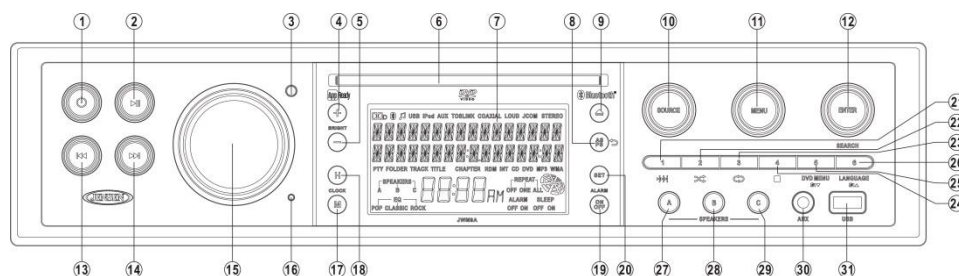 1 2 3 4 5 6 7 8 9 10 11 12
App Ready
DVD VIDEO
Bluetooth
BRIGHT
USB iPod AUX TOSLINK COAXIAL LOUD JCOM STEREO
PTY FOLDER TRACK TITLE CHAPTER RDM INT CD DVD MP3 WMA
SPEAKERS
A B C
EQ
POP CLASSIC ROCK
AM
REPEAT
OFF ONE ALL
ALARM SLEEP
OFF ON OFF ON
JWM8A
H
CLOCK
M
AB
SET
ALARM
ON OFF
SOURCE
MENU
ENTER
SEARCH
1 2 3 4 5 6
DVD MENU
LANGUAGE
A B C
SPEAKERS
AUX
USB
JENSEN
21
22
23
26
25
24
13 14 15 16 17 18 19 20 27 28 29 30 31